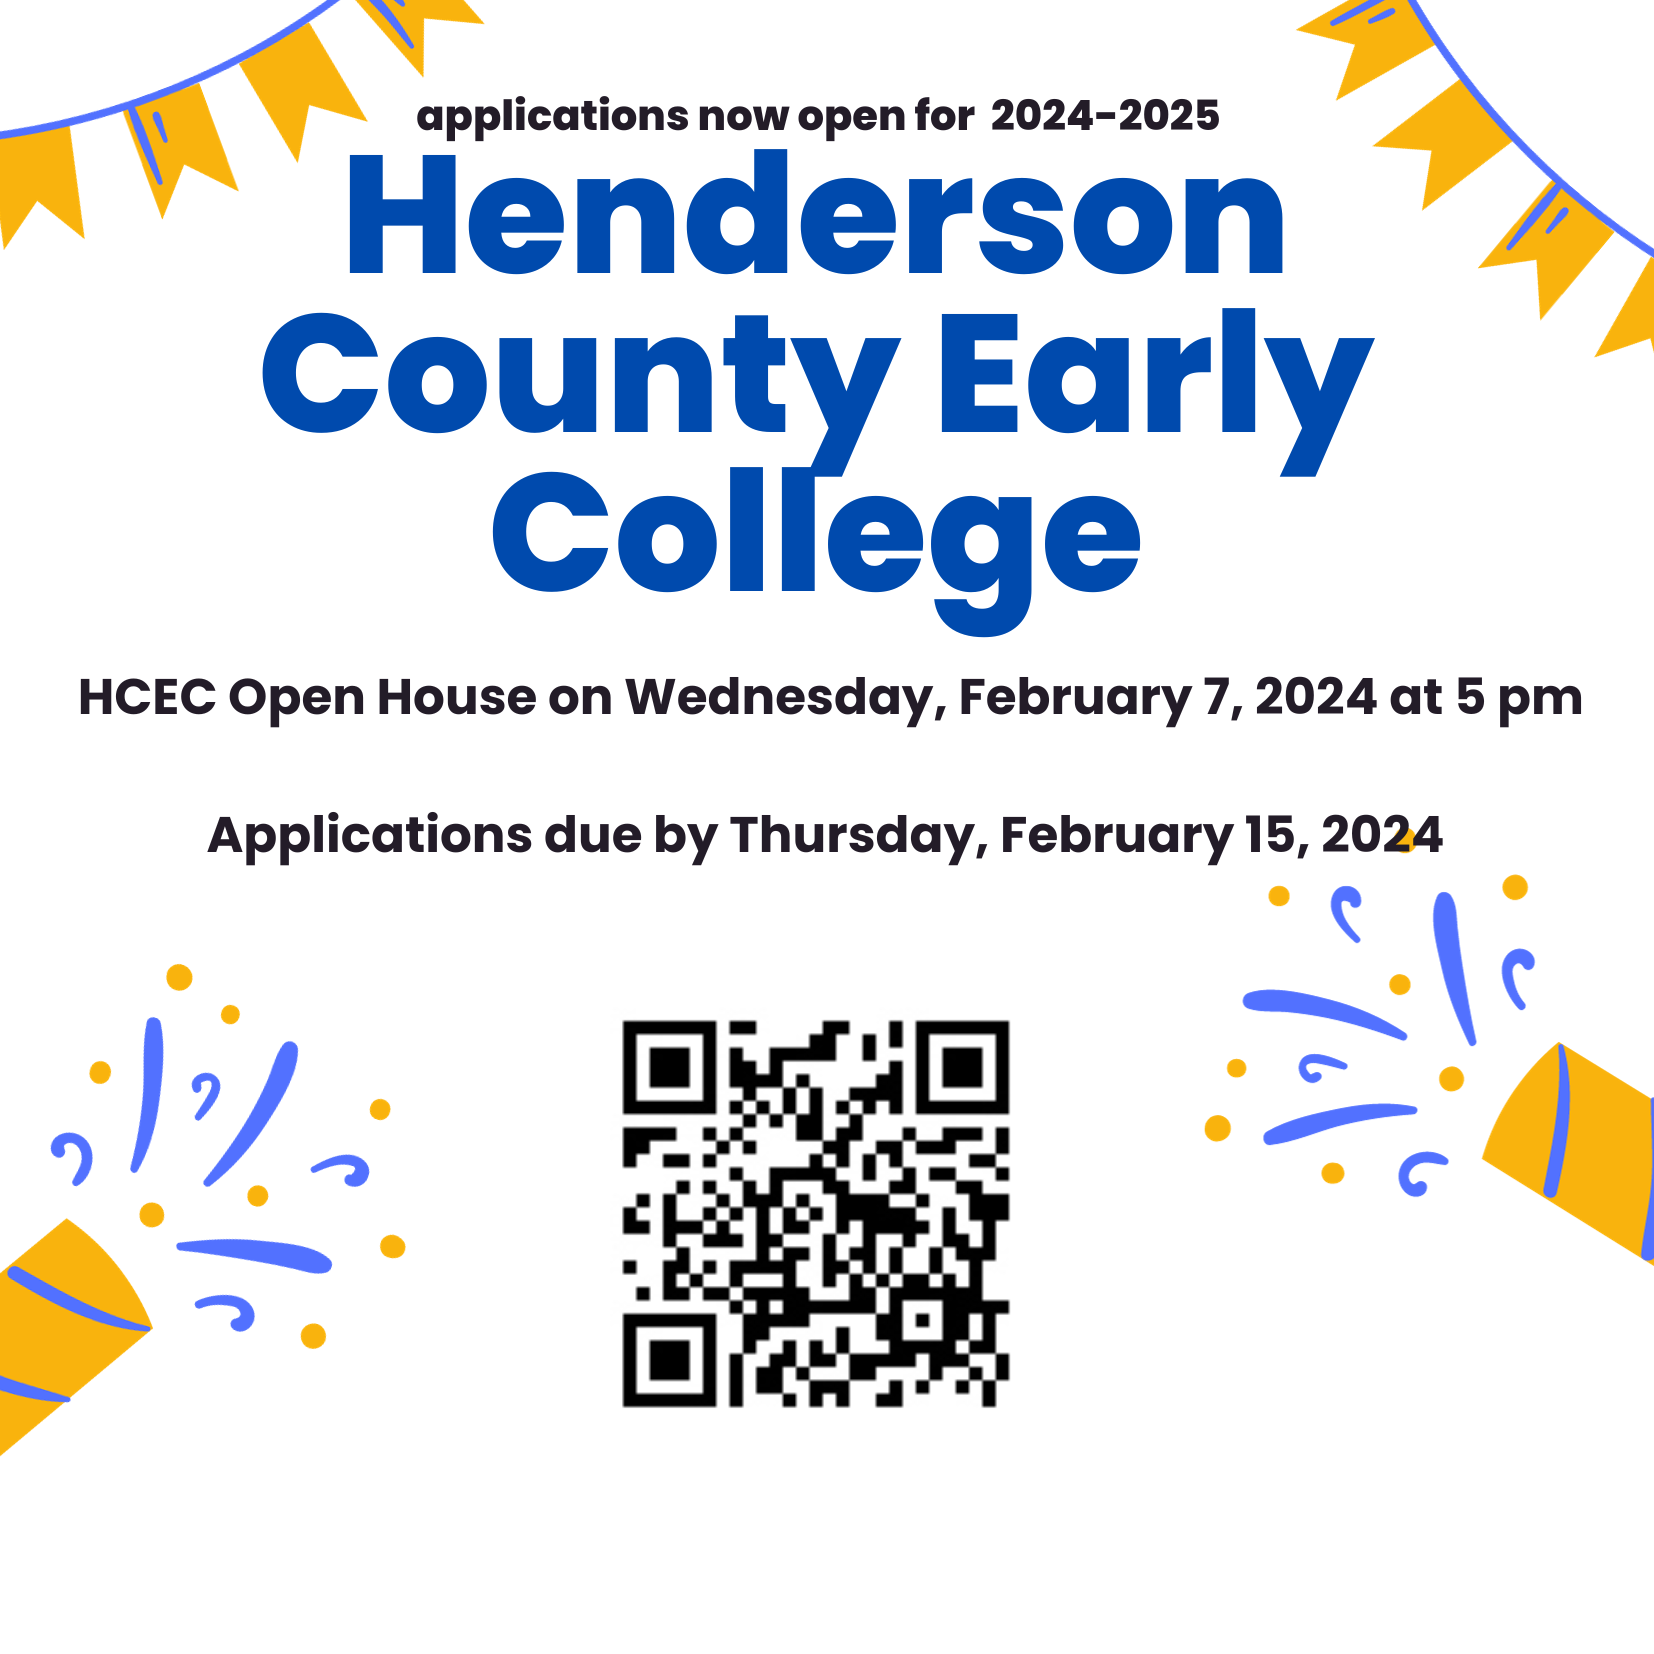 applications now open for 2024-2025
Henderson
County Early
College
HCEC Open House on Wednesday, February 7, 2024 at 5 pm
Applications due by Thursday, February 15, 2024